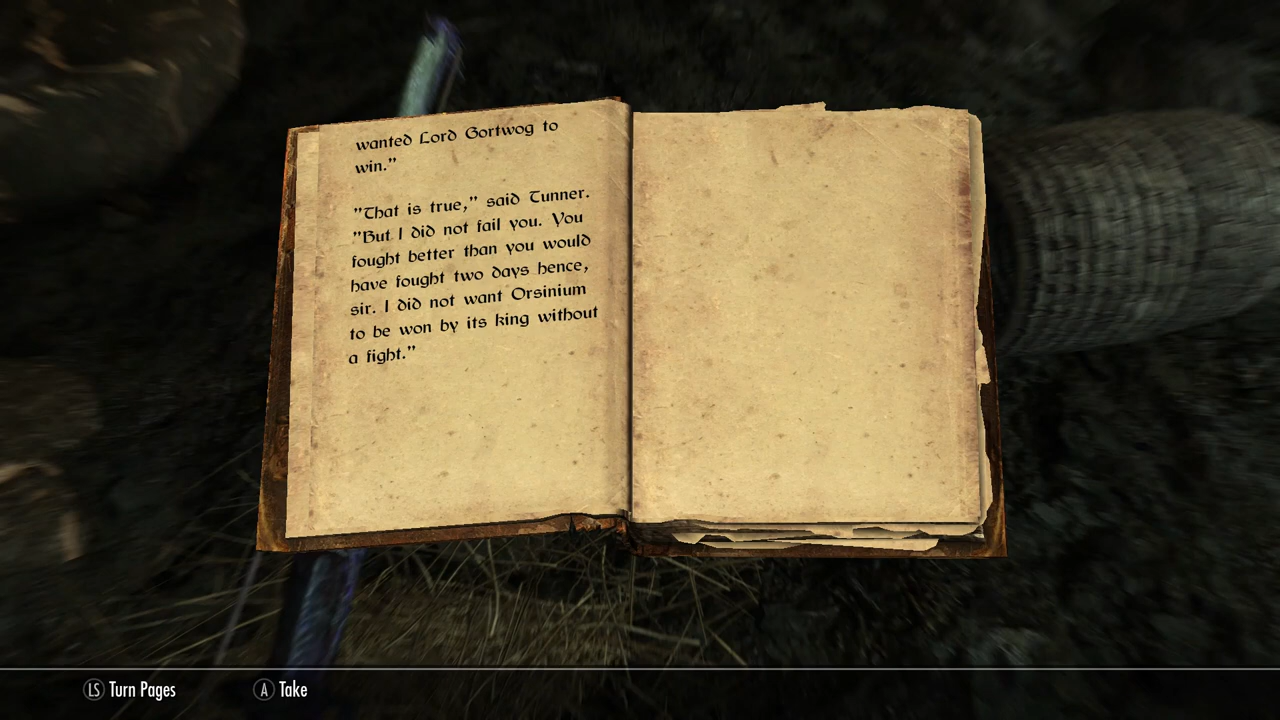 wanted Lord Gortwog to
win."
"That is true," said Tunner.
"But I did not fail you. You
fought better than you would
have fought two days hence,
sir. I did not want Orsinium
to be won by its king without
a fight."
LS Turn Pages
A Take